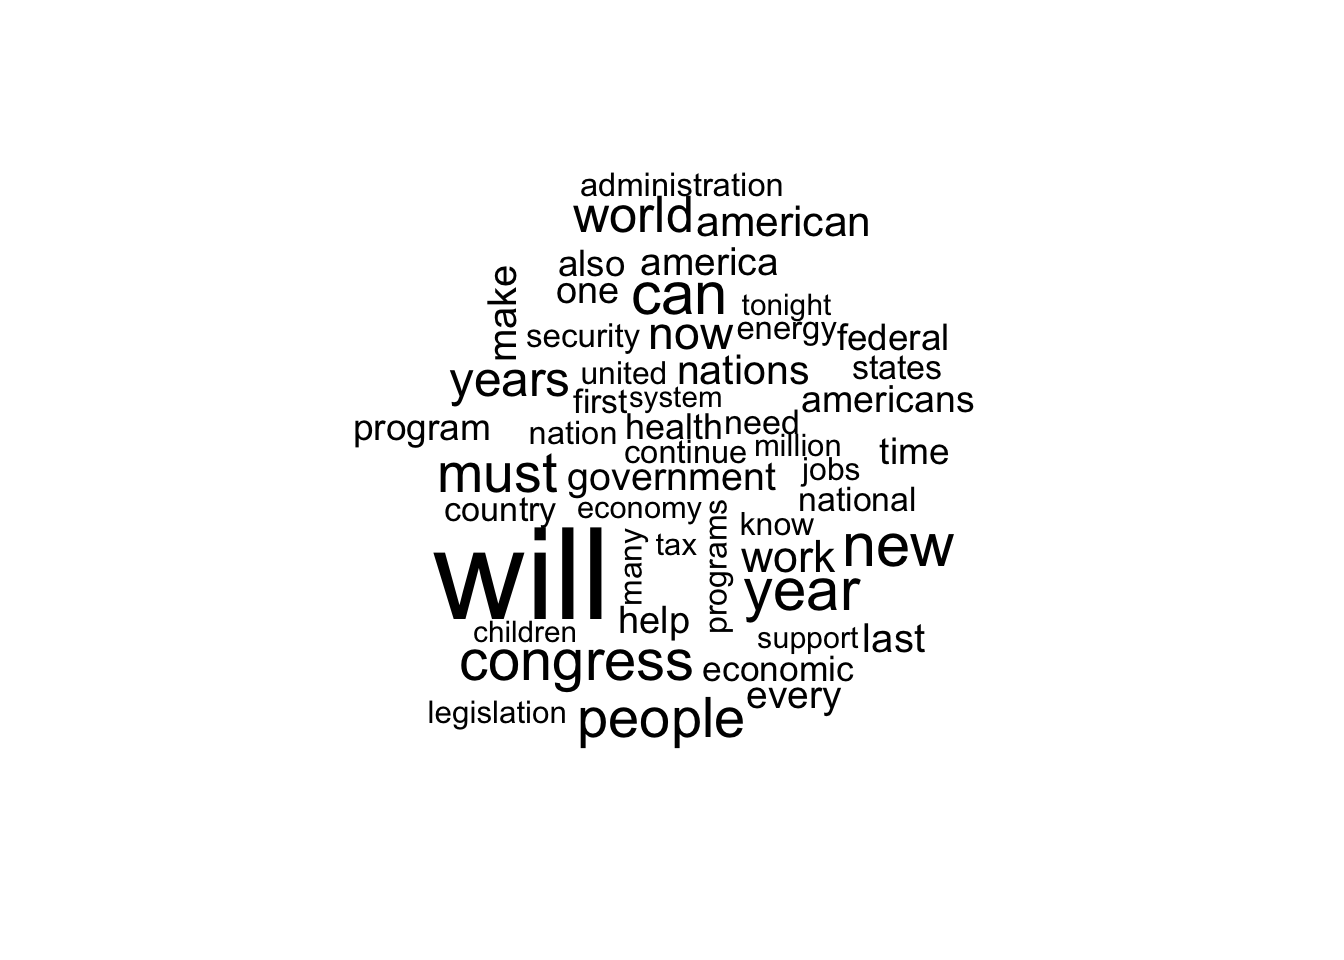 administration
world american
also america
make
one can tonight
security now energy federal
years united nations states
first system americans
program nation health need
continue million time
must government jobs
country economy national
will many tax programs know
work new
year
children help support last
congress economic
every
legislation people